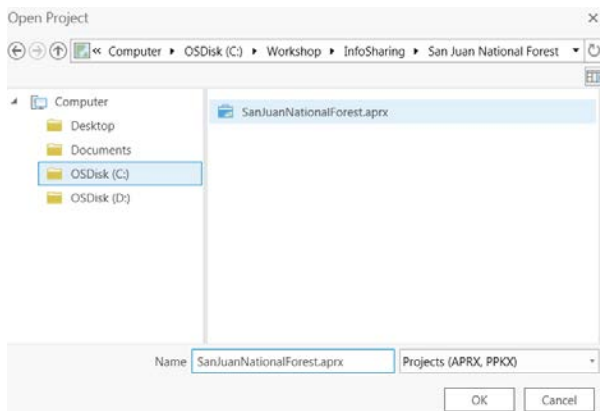 Open Project
« Computer OSDisk (C:) Workshop InfoSharing San Juan National Forest
Computer
Desktop
Documents
OSDisk (C:)
OSDisk (D:)
SanJuanNationalForest.aprx
Name SanJuanNationalForest.aprx Projects (APRX, PPKX)
OK Cancel